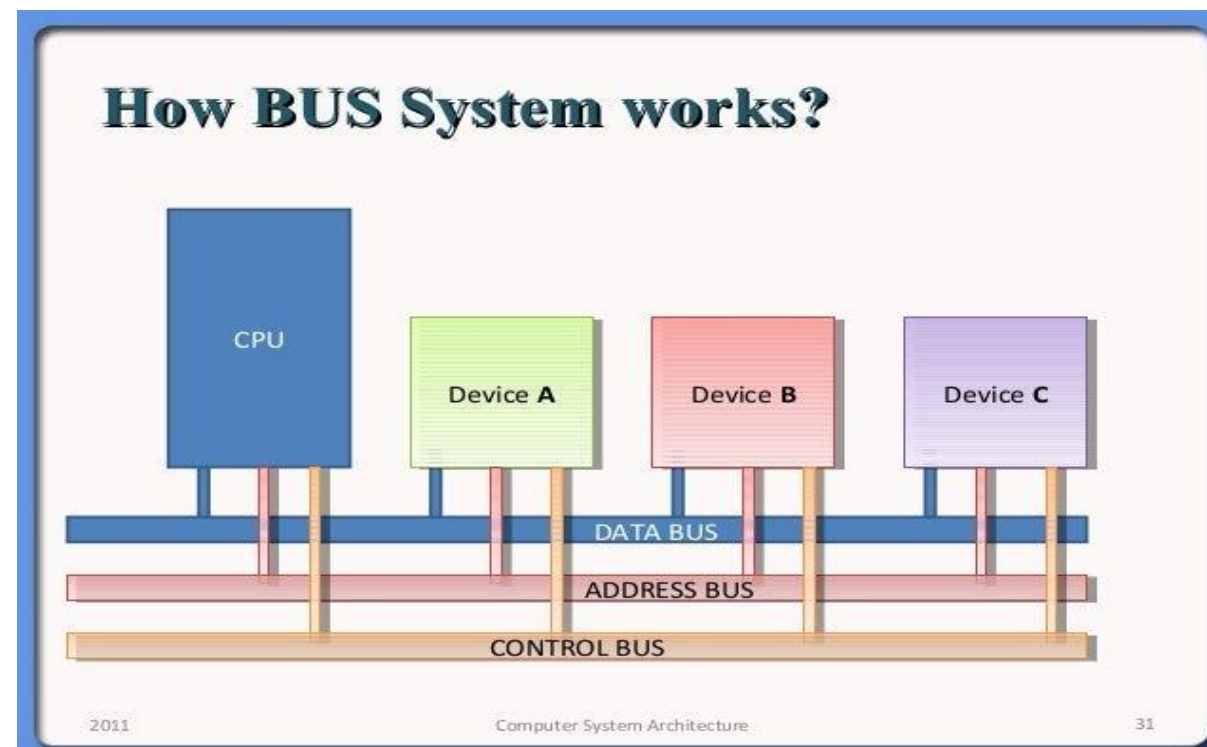 How BUS System works?
CPU
Device A
Device B
Device C
DATA BUS
ADDRESS BUS
CONTROL BUS
2011
Computer System Architecture
31